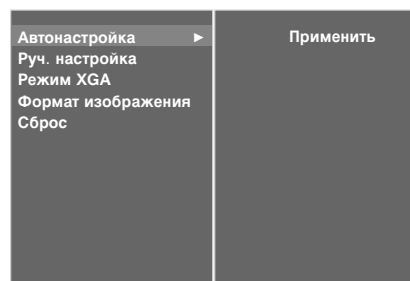 Автонастройка ►
Применить
Руч. настройка
Режим XGA
Формат изображения
Сброс